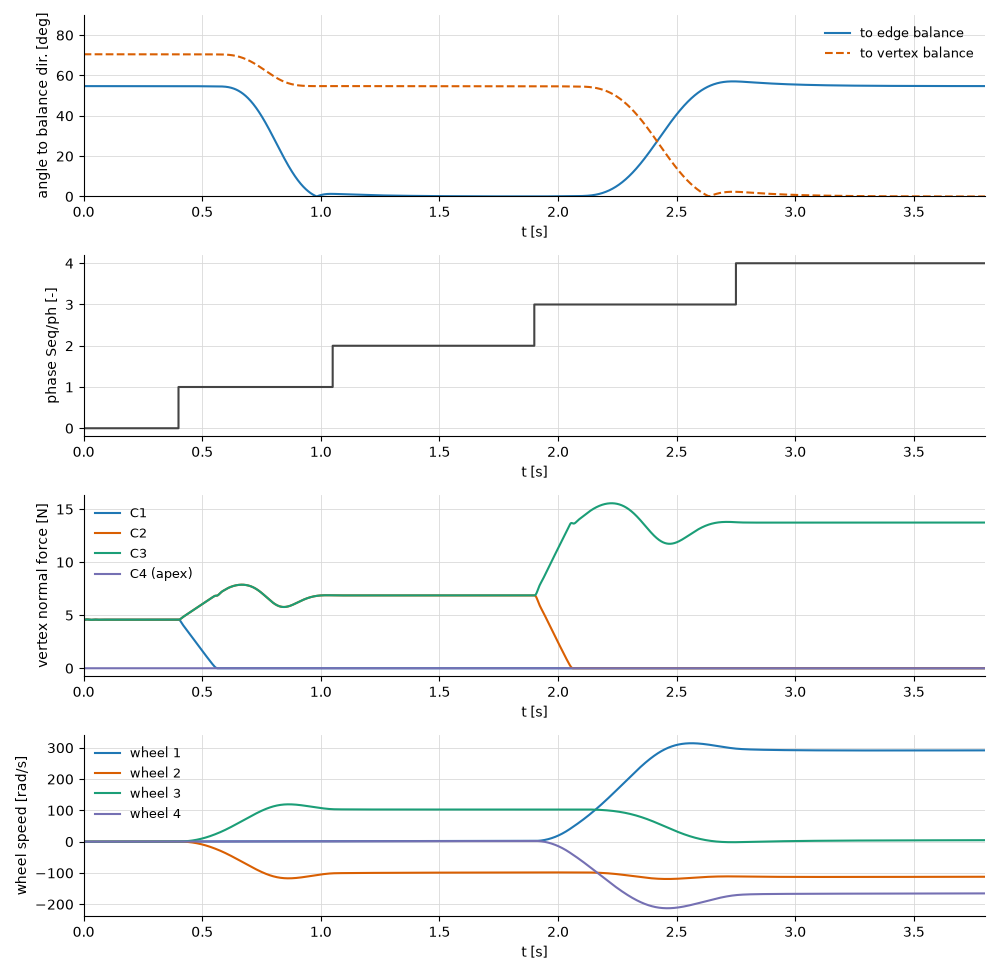 angle to balance dir. [deg]
80
60
40
20
0
to edge balance
to vertex balance
0.0 0.5 1.0 1.5 2.0 2.5 3.0 3.5
t [s]
phase Seq/ph [-]
4
3
2
1
0
0.0 0.5 1.0 1.5 2.0 2.5 3.0 3.5
t [s]
vertex normal force [N]
15
10
5
0
C1
C2
C3
C4 (apex)
0.0 0.5 1.0 1.5 2.0 2.5 3.0 3.5
t [s]
wheel speed [rad/s]
300
200
100
0
−100
−200
wheel 1
wheel 2
wheel 3
wheel 4
0.0 0.5 1.0 1.5 2.0 2.5 3.0 3.5
t [s]